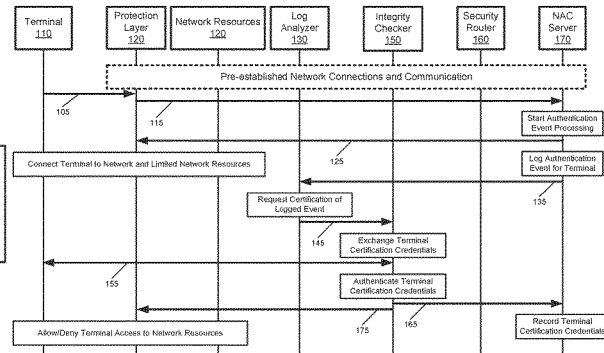 Terminal
110
Protection
Layer
120
Network Resources
120
Log
Analyzer
130
Integrity
Checker
150
Security
Router
160
NAC
Server
170
Pre-established Network Connections and Communication
105
115
Start Authentication
Event Processing
125
Connect Terminal to Network and Limited Network Resources
Log Authentication
Event for Terminal
135
Request Certification of
Logged Event
145
Exchange Terminal
Certification Credentials
155
Authenticate Terminal
Certification Credentials
175
165
Allow/Deny Terminal Access to Network Resources
Record Terminal
Certification Credentials